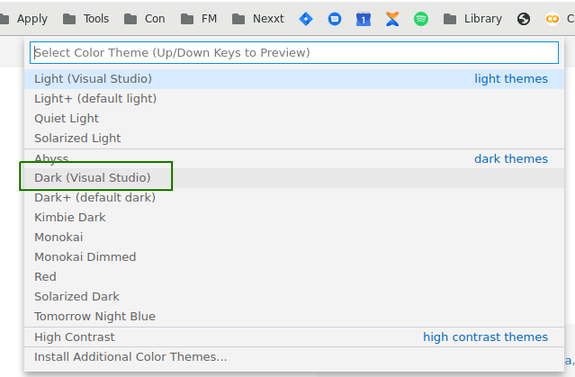 Apply Tools Con FM Nexxt 1 Library CO C
Select Color Theme (Up/Down Keys to Preview)
Light (Visual Studio) light themes
Light+ (default light)
Quiet Light
Solarized Light
Abyss dark themes
Dark (Visual Studio)
Dark+ (default dark)
Kimbie Dark
Monokai
Monokai Dimmed
Red
Solarized Dark
Tomorrow Night Blue
High Contrast high contrast themes
Install Additional Color Themes...
a,